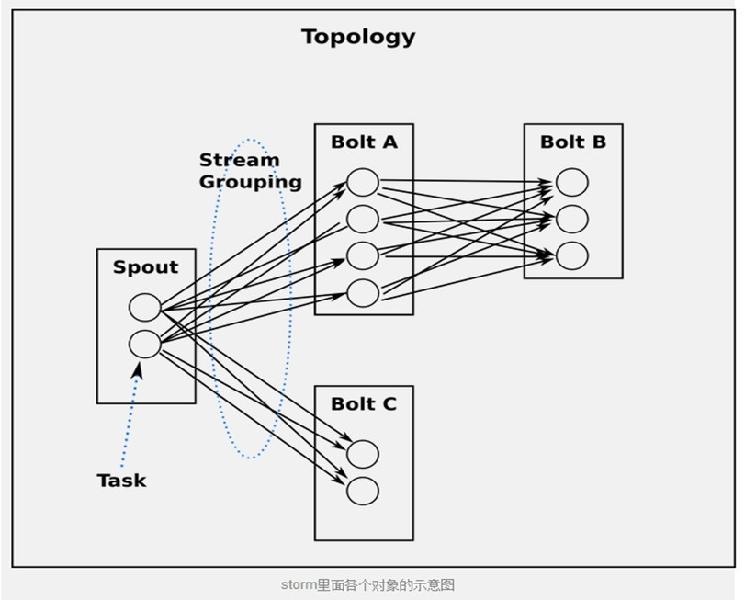 Topology
Bolt A
Bolt B
Stream
Grouping
Spout
Bolt C
Task
storm里面各个对象的示意图